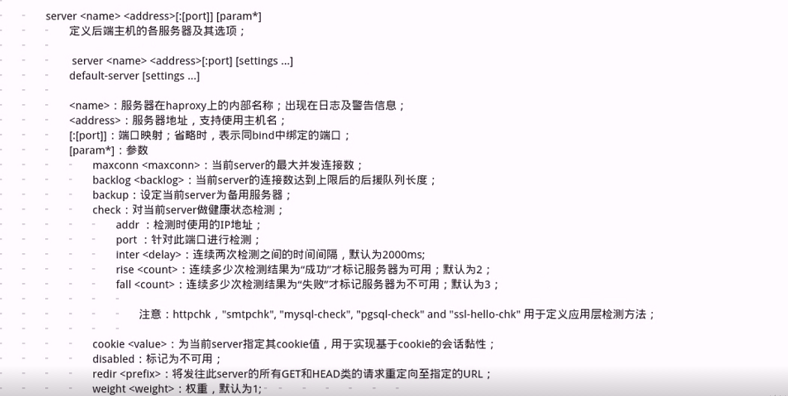 server <name> <address>[:[port]] [param*]
定义后端主机的各服务器及其选项；
server <name> <address>[:port] [settings ...]
default-server [settings ...]
<name>：服务器在haproxy上的内部名称；出现在日志及警告信息；
<address>：服务器地址，支持使用主机名；
[:[port]]：端口映射；省略时，表示同bind中绑定的端口；
[param*]：参数
maxconn <maxconn>：当前server的最大并发连接数；
backlog <backlog>：当前server的连接数达到上限后的后援队列长度；
backup：设定当前server为备用服务器；
check：对当前server做健康状态检测；
addr ：检测时使用的IP地址；
port ：针对此端口进行检测；
inter <delay>：连续两次检测之间的时间间隔，默认为2000ms;
rise <count>：连续多少次检测结果为“成功”才标记服务器为可用；默认为2；
fall <count>：连续多少次检测结果为“失败”才标记服务器为不可用；默认为3；
注意：httpchk，"smtpchk", "mysql-check", "pgsql-check" and "ssl-hello-chk" 用于定义应用层检测方法；
cookie <value>：为当前server指定其cookie值，用于实现基于cookie的会话黏性；
disabled：标记为不可用；
redir <prefix>：将发往此server的所有GET和HEAD类的请求重定向至指定的URL；
weight <weight>：权重，默认为1;